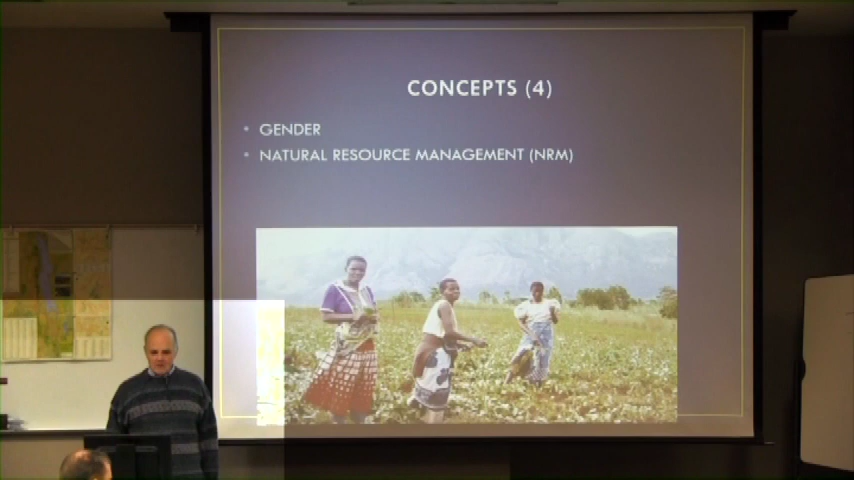 CONCEPTS (4)
• GENDER
• NATURAL RESOURCE MANAGEMENT (NRM)